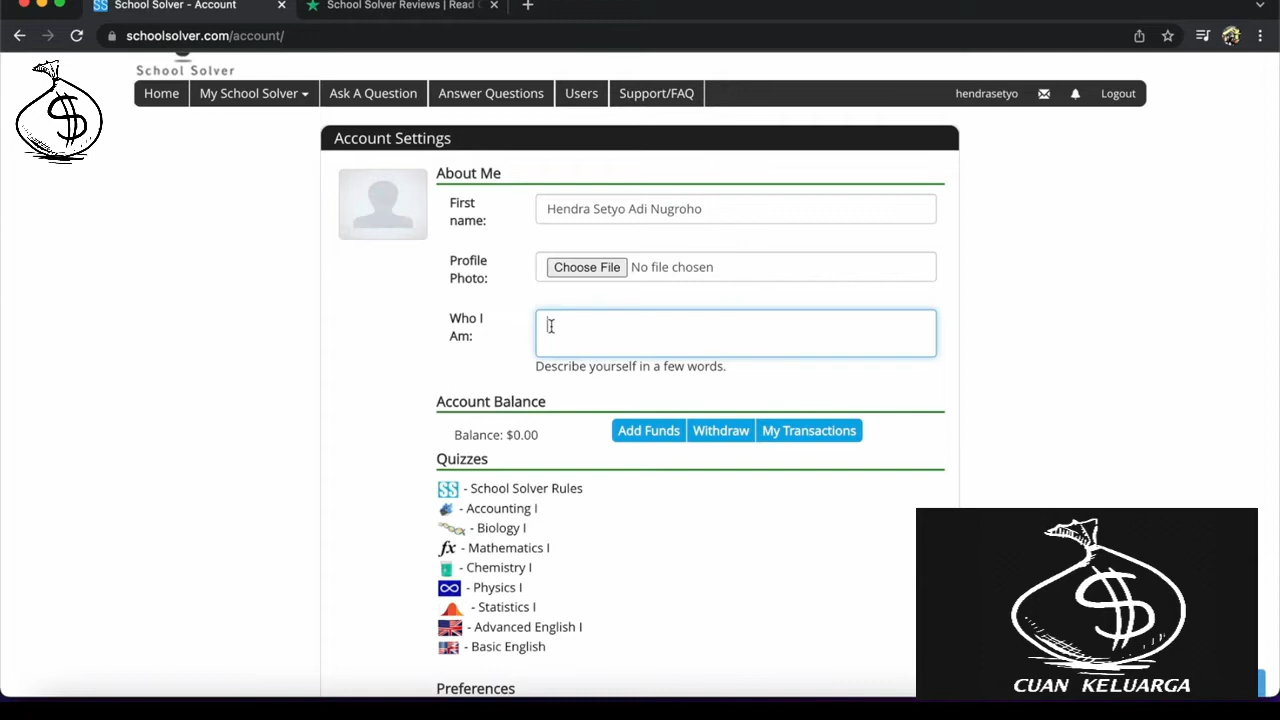 School Solver - Account
School Solver Reviews | Read
schoolsolver.com/account/
School Solver
Home
My School Solver
Ask A Question
Answer Questions
Users
Support/FAQ
hendrasetyo
Logout
$
Account Settings
About Me
First name:
Hendra Setyo Adi Nugroho
Profile Photo:
Choose File No file chosen
Who I Am:
Describe yourself in a few words.
Account Balance
Balance: $0.00
Add Funds
Withdraw
My Transactions
Quizzes
SS - School Solver Rules
- Accounting I
- Biology I
fx - Mathematics I
- Chemistry I
- Physics I
- Statistics I
- Advanced English I
- Basic English
Preferences
$
CUAN KELUARGA